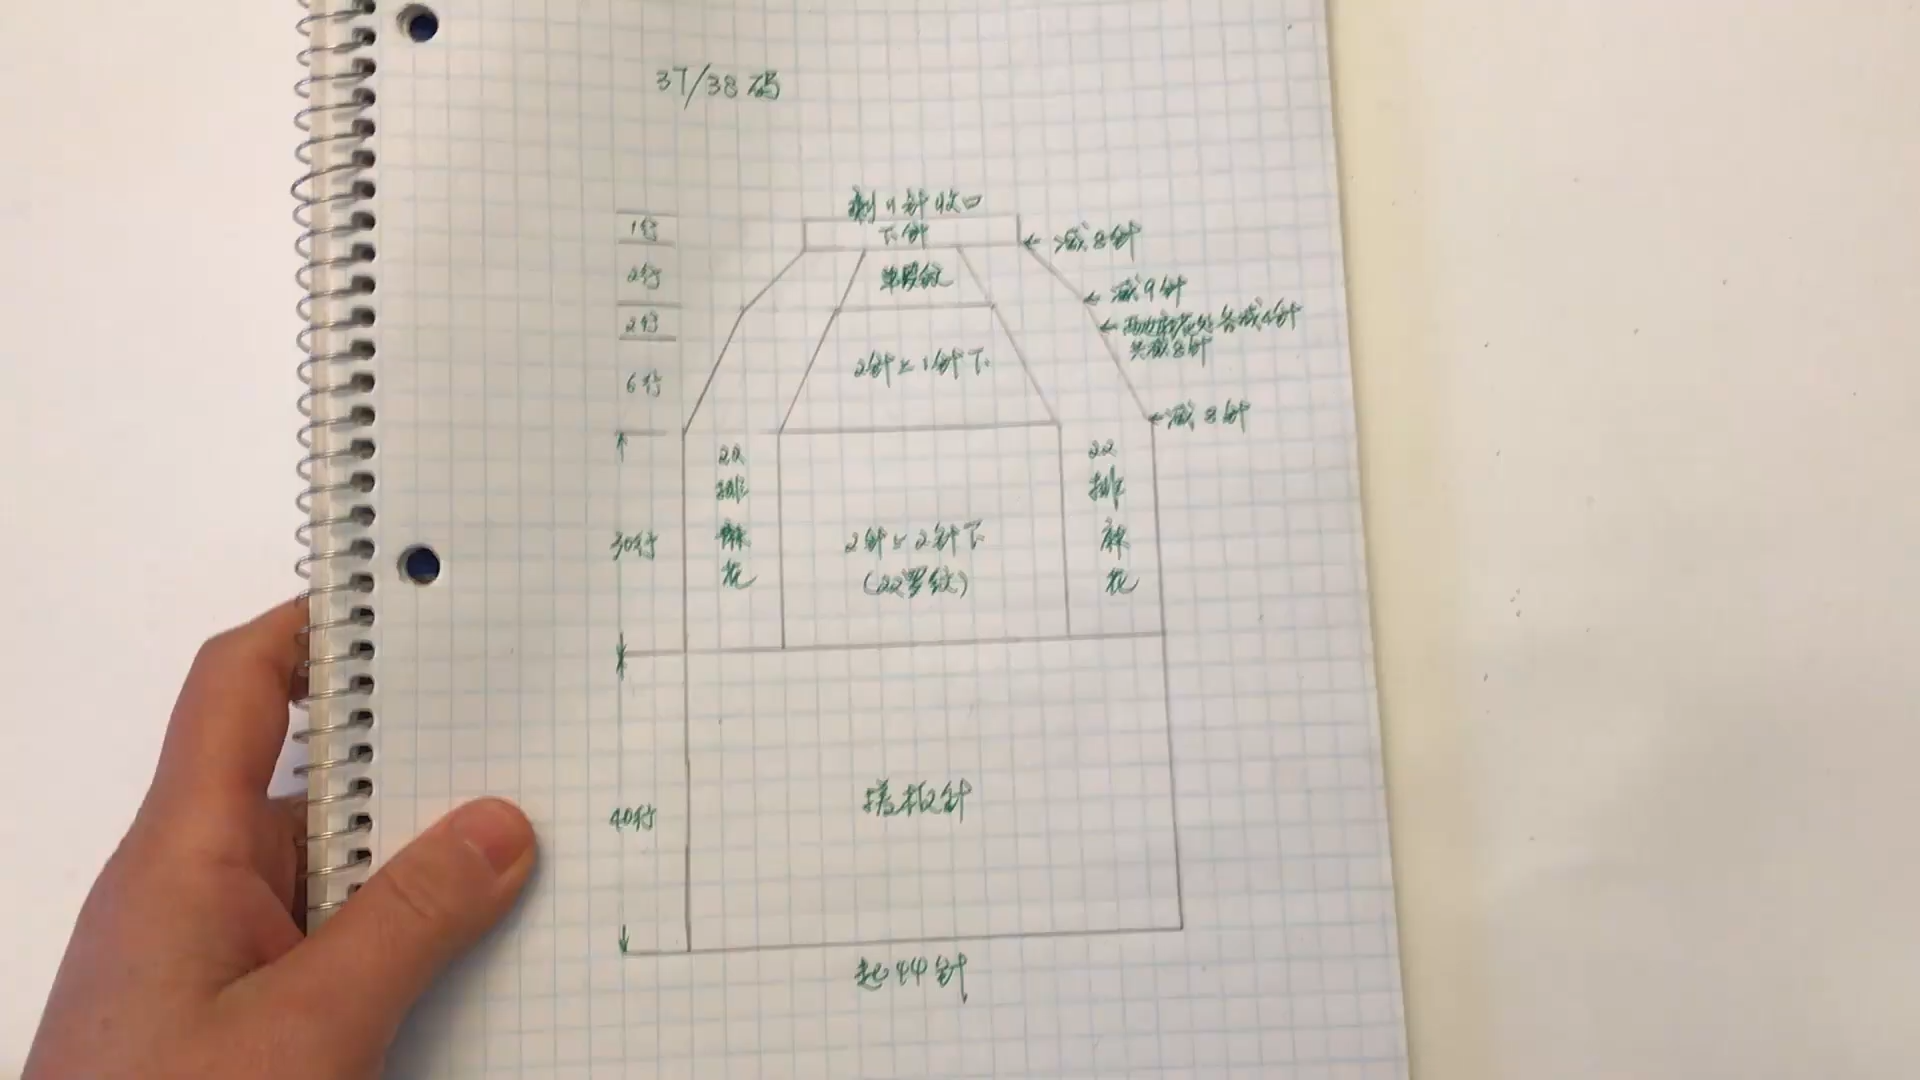 37/38码
剩11针收口
1行
下针
←减8针
2行
单罗纹
←减9针
2行
←两边麻花处各减4针
共减8针
6行
2针上1针下
←减8针
22
排
麻
花
22
排
麻
花
30行
2针上2针下
(22罗纹)
40行
搓板针
起44针